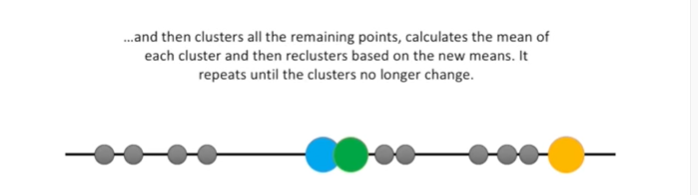 ...and then clusters all the remaining points, calculates the mean of
each cluster and then reclusters based on the new means. It
repeats until the clusters no longer change.